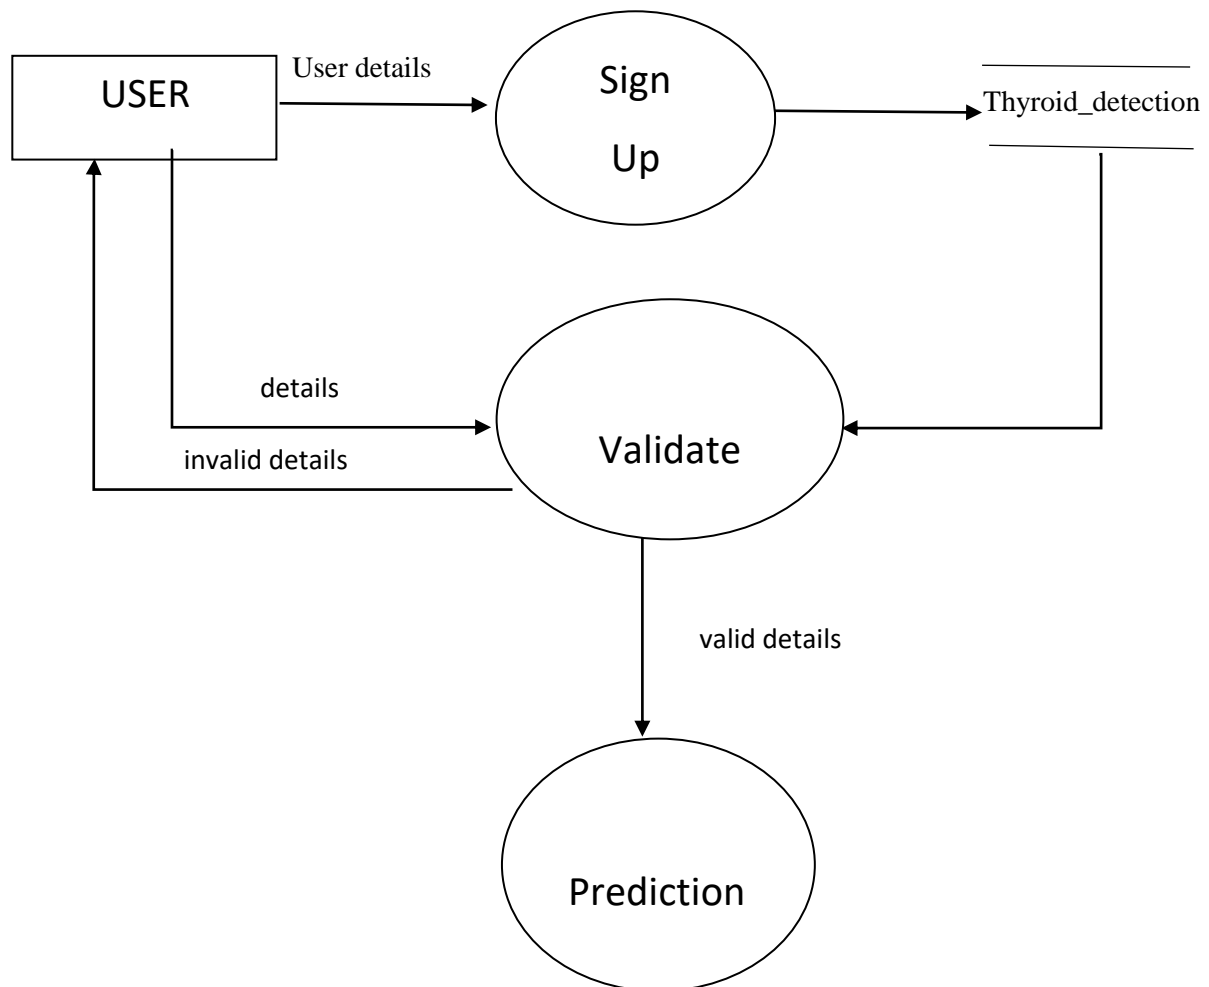 USER
User details
Sign
Up
Thyroid_detection
details
invalid details
Validate
valid details
Prediction